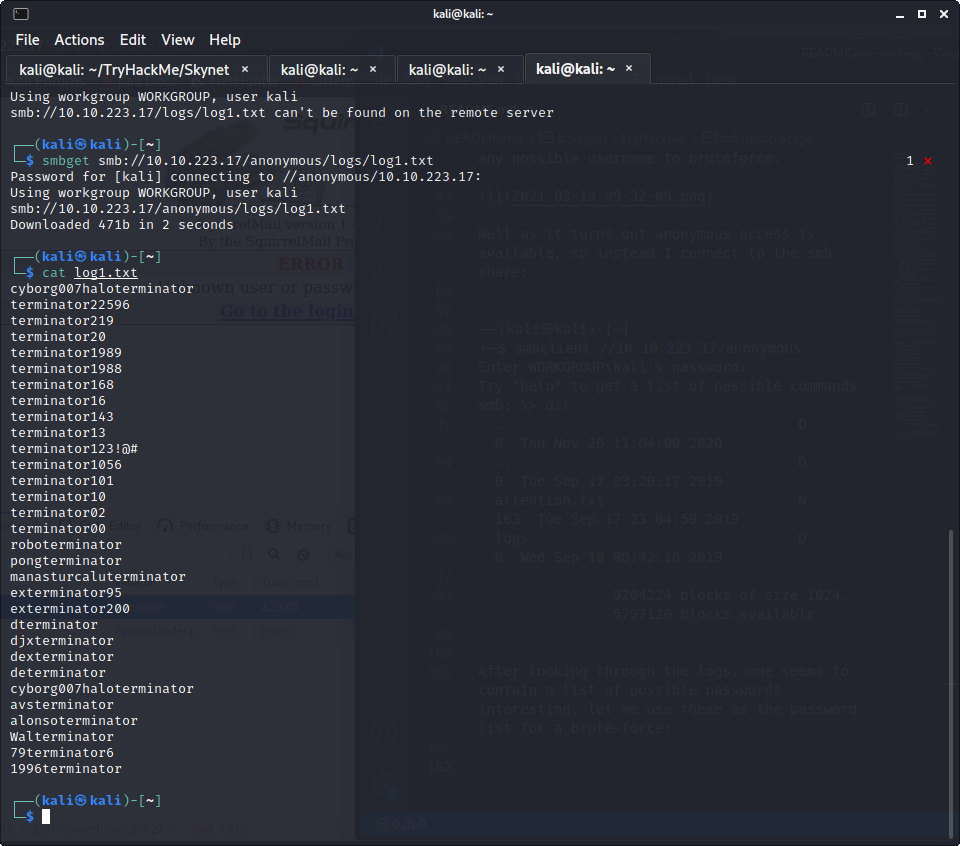 kali@kali: ~
File Actions Edit View Help
kali@kali: ~/TryHackMe/Skynet × kali@kali: ~ × kali@kali: ~ × kali@kali: ~ ×
Using workgroup WORKGROUP, user kali
smb://10.10.223.17/logs/log1.txt can't be found on the remote server
┌──(kali㉿kali)-[~]
└─$ smbget smb://10.10.223.17/anonymous/logs/log1.txt 1 ×
Password for [kali] connecting to //anonymous/10.10.223.17:
Using workgroup WORKGROUP, user kali
smb://10.10.223.17/anonymous/logs/log1.txt
Downloaded 471b in 2 seconds
┌──(kali㉿kali)-[~]
└─$ cat log1.txt
cyborg007haloterminator
terminator22596
terminator219
terminator20
terminator1989
terminator1988
terminator168
terminator16
terminator143
terminator13
terminator123!@#
terminator1056
terminator101
terminator10
terminator02
terminator00
roboterminator
pongterminator
manasturcaluterminator
exterminator95
exterminator200
dterminator
djxterminator
dexterminator
determinator
cyborg007haloterminator
avsterminator
alonsoterminator
Walterminator
79terminator6
1996terminator
┌──(kali㉿kali)-[~]
└─$
any possible username to bruteforce:
![](2021-03-13-09-32-09.png)
Well as it turns out anonymous access is
available, so instead I connect to the smb
share:
──(kali㉿kali)-[~]
└─$ smbclient //10.10.223.17/anonymous
Enter WORKGROUP\kali's password:
Try "help" to get a list of possible commands.
smb: \> dir
. D
0 Thu Nov 26 11:04:00 2020
.. D
0 Tue Sep 17 03:20:17 2019
attention.txt N
163 Tue Sep 17 23:04:59 2019
logs D
0 Wed Sep 18 00:42:16 2019
9204224 blocks of size 1024.
5797120 blocks available
After looking through the logs, one seems to
contain a list of possible passwords..
interesting, let me use these as the password
list for a brute-force:
By the SquirrelMail Pro
ERROR
Go to the login
Performance Memory